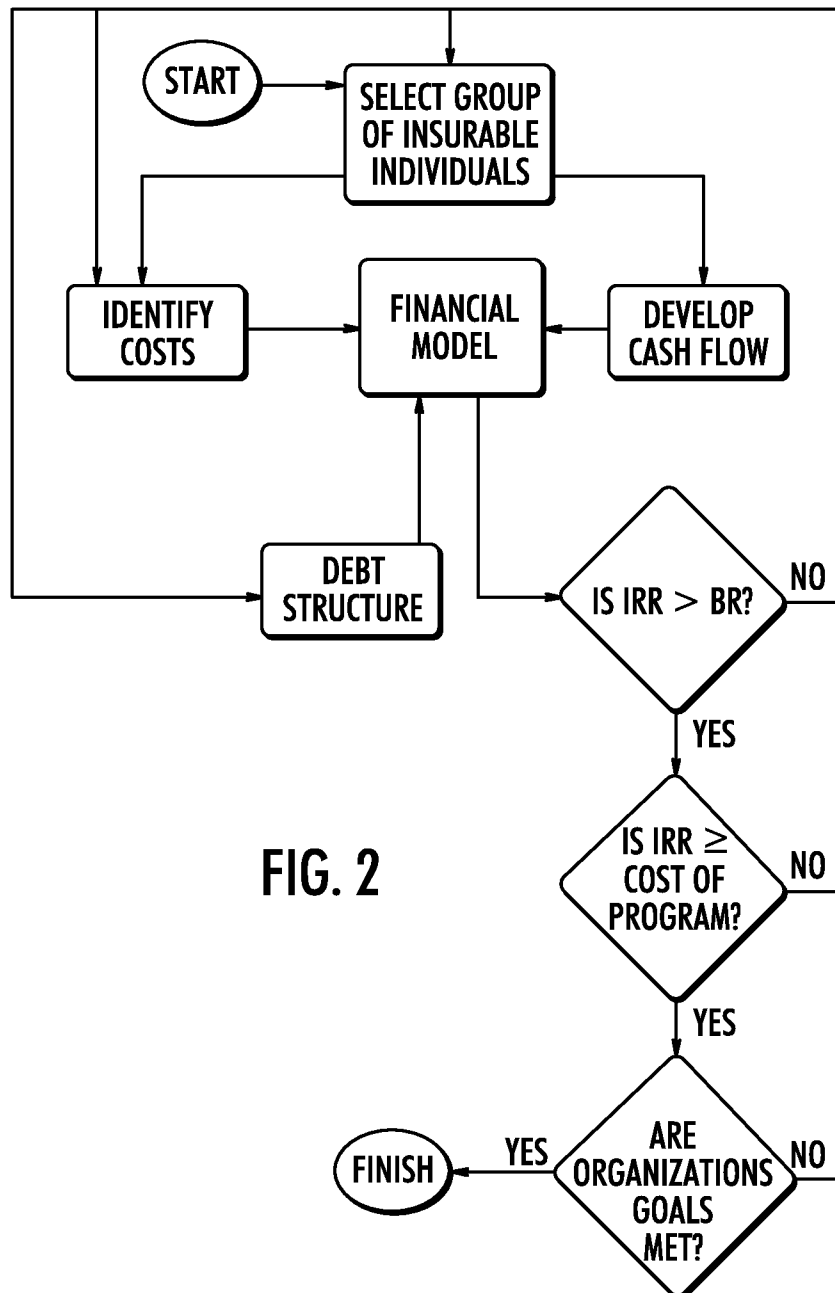 START
SELECT GROUP
OF INSURABLE
INDIVIDUALS
IDENTIFY
COSTS
FINANCIAL
MODEL
DEVELOP
CASH FLOW
DEBT
STRUCTURE
IS IRR > BR?
NO
YES
IS IRR ≥
COST OF
PROGRAM?
NO
FIG. 2
YES
ARE
ORGANIZATIONS
GOALS
MET?
NO
YES
FINISH